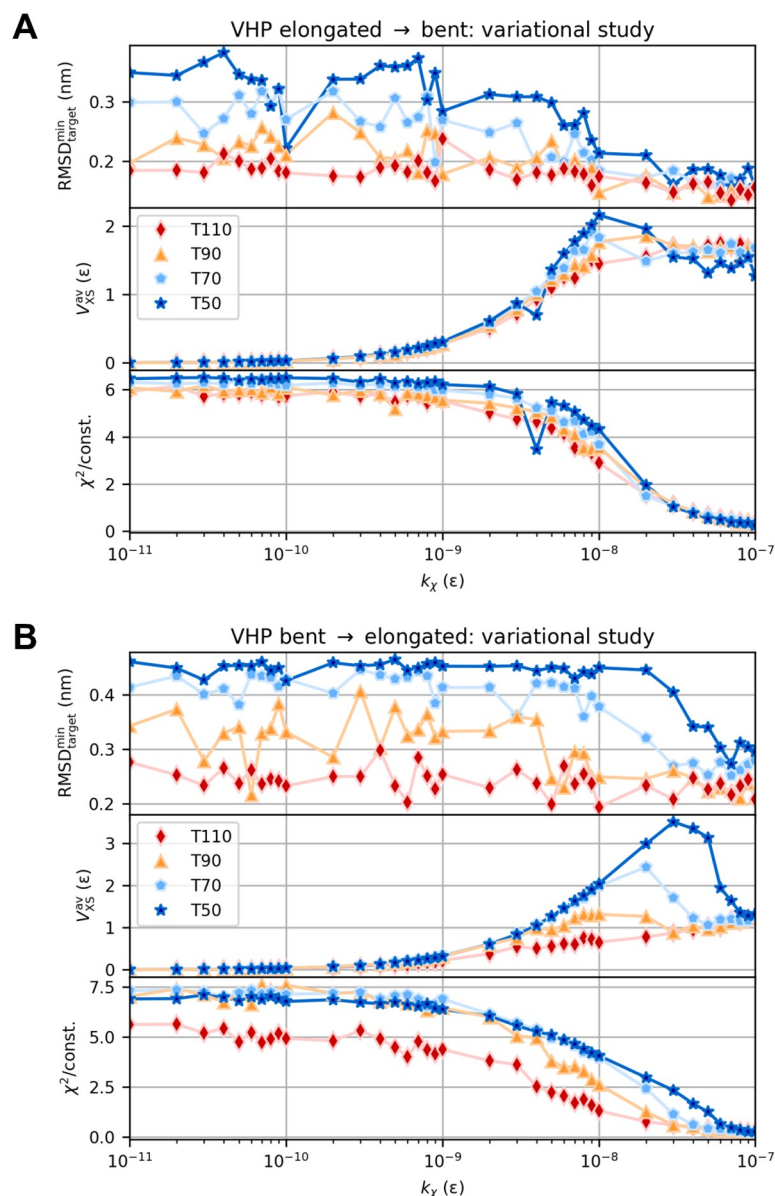 A
VHP elongated → bent: variational study
RMSD^min_target (nm)
0.3
0.2
V^av_XS (ε)
2
1
0
T110
T90
T70
T50
χ²/const.
6
4
2
0
10⁻¹¹ 10⁻¹⁰ 10⁻⁹ 10⁻⁸ 10⁻⁷
k_χ (ε)
B
VHP bent → elongated: variational study
RMSD^min_target (nm)
0.4
0.3
0.2
V^av_XS (ε)
3
2
1
0
T110
T90
T70
T50
χ²/const.
7.5
5.0
2.5
0.0
10⁻¹¹ 10⁻¹⁰ 10⁻⁹ 10⁻⁸ 10⁻⁷
k_χ (ε)